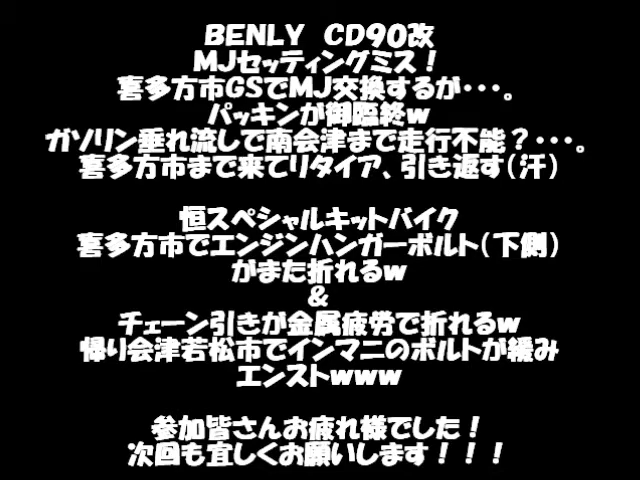 BENLY CD90改
MJセッティングミス！
喜多方市GSでMJ交換するが･･･。
パッキンが御臨終w
ガソリン垂れ流しで南会津まで走行不能？･･･。
喜多方市まで来てリタイア、引き返す（汗）
恒スペシャルキットバイク
喜多方市でエンジンハンガーボルト（下側）
がまた折れるw
&
チェーン引きが金属疲労で折れるw
帰り会津若松市でインマニのボルトが緩み
エンストwww
参加皆さんお疲れ様でした！
次回も宜しくお願いします！！！